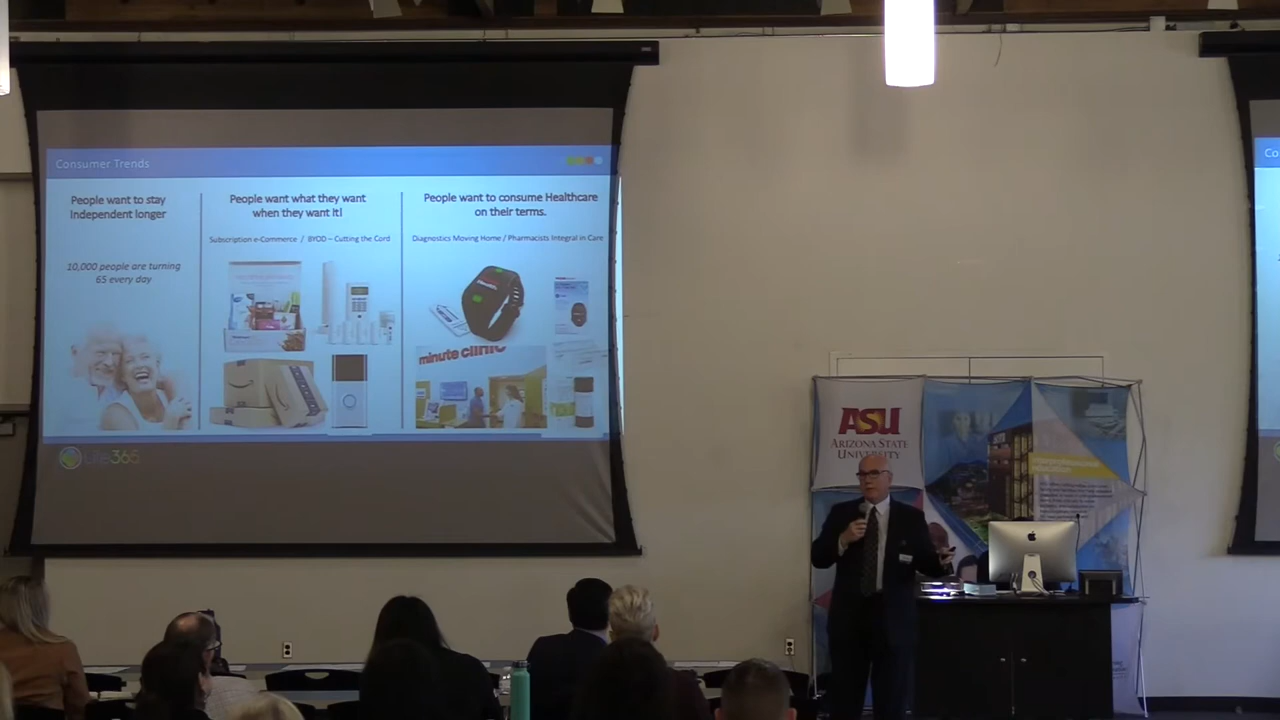 Consumer Trends
People want to stay
Independent longer
10,000 people are turning
65 every day
People want what they want
when they want it!
Subscription e-Commerce / BYOD – Cutting the Cord
People want to consume Healthcare
on their terms.
Diagnostics Moving Home / Pharmacists Integral in Care
minute clinic
Life365
Co
ASU
ARIZONA STATE
UNIVERSITY